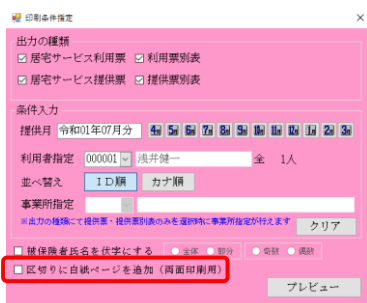 印刷条件指定
出力の種類
居宅サービス利用票 利用票別表
居宅サービス提供票 提供票別表
条件入力
提供月 令和01年07月分 4月 5月 6月 7月 8月 9月 10月 11月 12月 1月 2月 3月
利用者指定 000001 浅井健一 全 1人
並べ替え ID順 カナ順
事業所指定
※出力の種類にて提供票・提供票別表のみを選択時に事業所指定が行えます クリア
被保険者氏名を伏字にする 全体 部分 奇数 偶数
区切りに白紙ページを追加(両面印刷用)
プレビュー